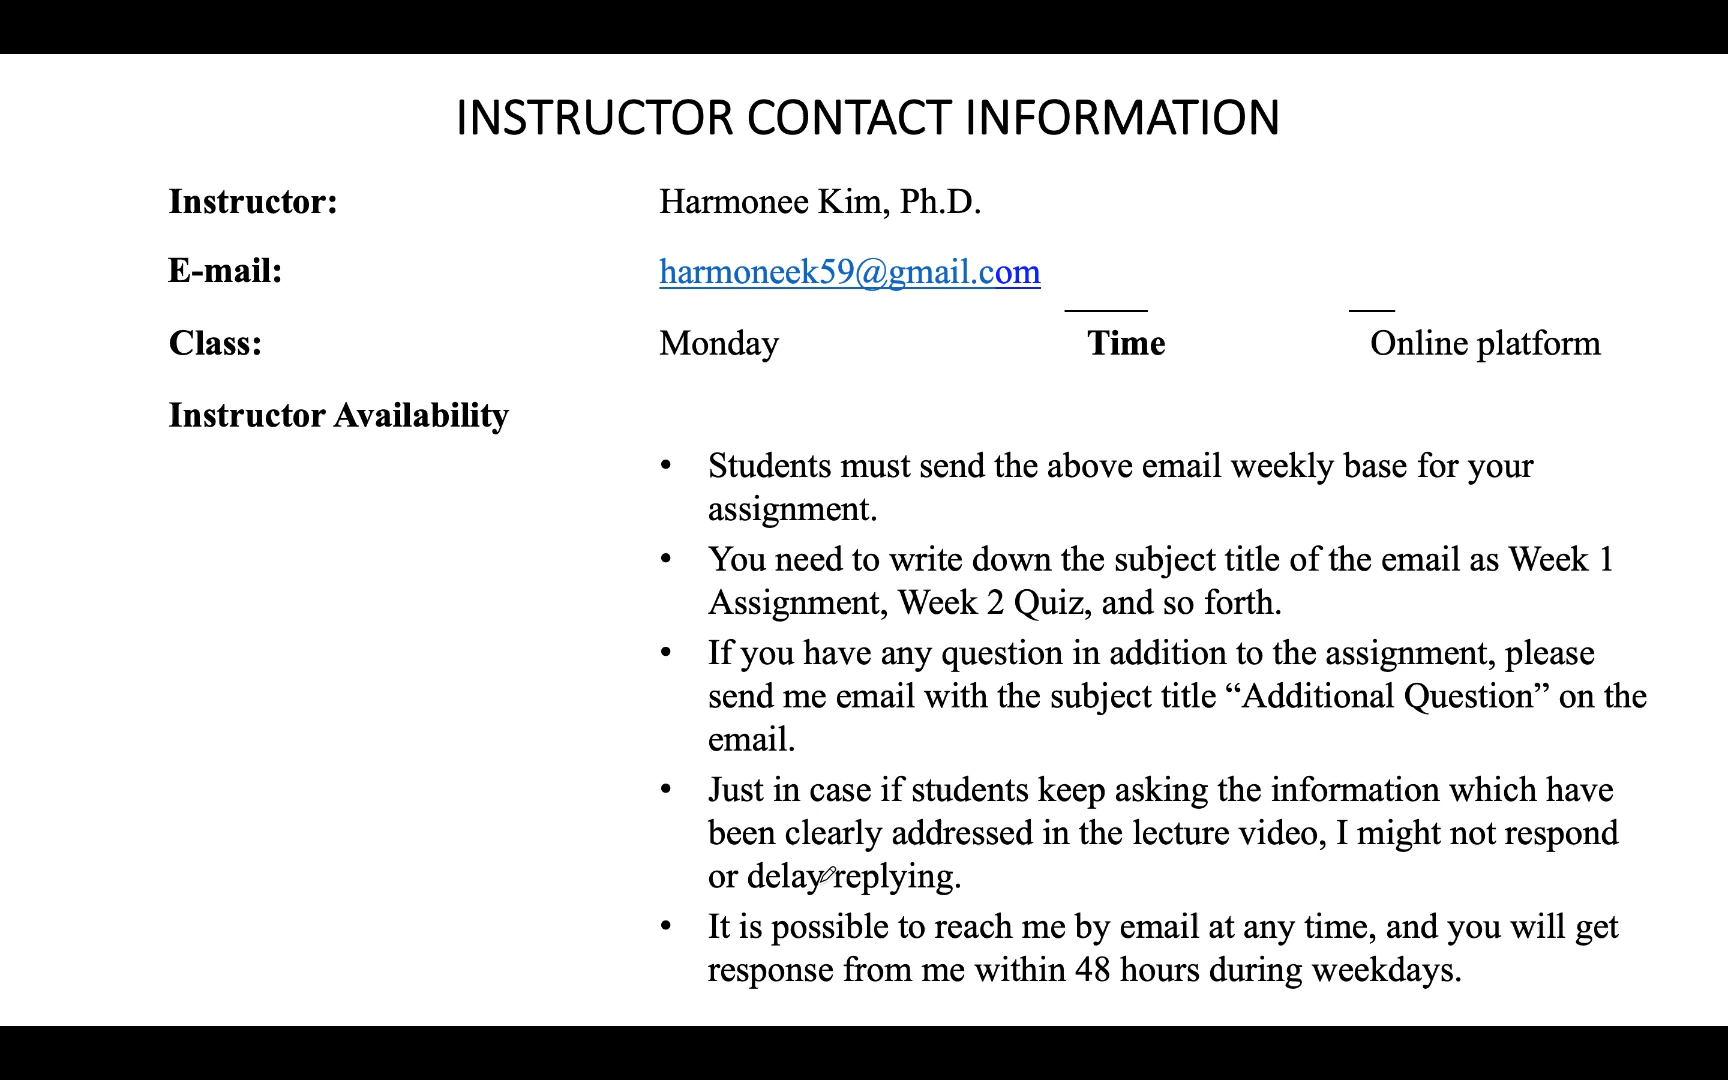 INSTRUCTOR CONTACT INFORMATION
Instructor: Harmonee Kim, Ph.D.
E-mail: harmoneek59@gmail.com
Class: Monday Time Online platform
Instructor Availability
• Students must send the above email weekly base for your
assignment.
• You need to write down the subject title of the email as Week 1
Assignment, Week 2 Quiz, and so forth.
• If you have any question in addition to the assignment, please
send me email with the subject title “Additional Question” on the
email.
• Just in case if students keep asking the information which have
been clearly addressed in the lecture video, I might not respond
or delay replying.
• It is possible to reach me by email at any time, and you will get
response from me within 48 hours during weekdays.